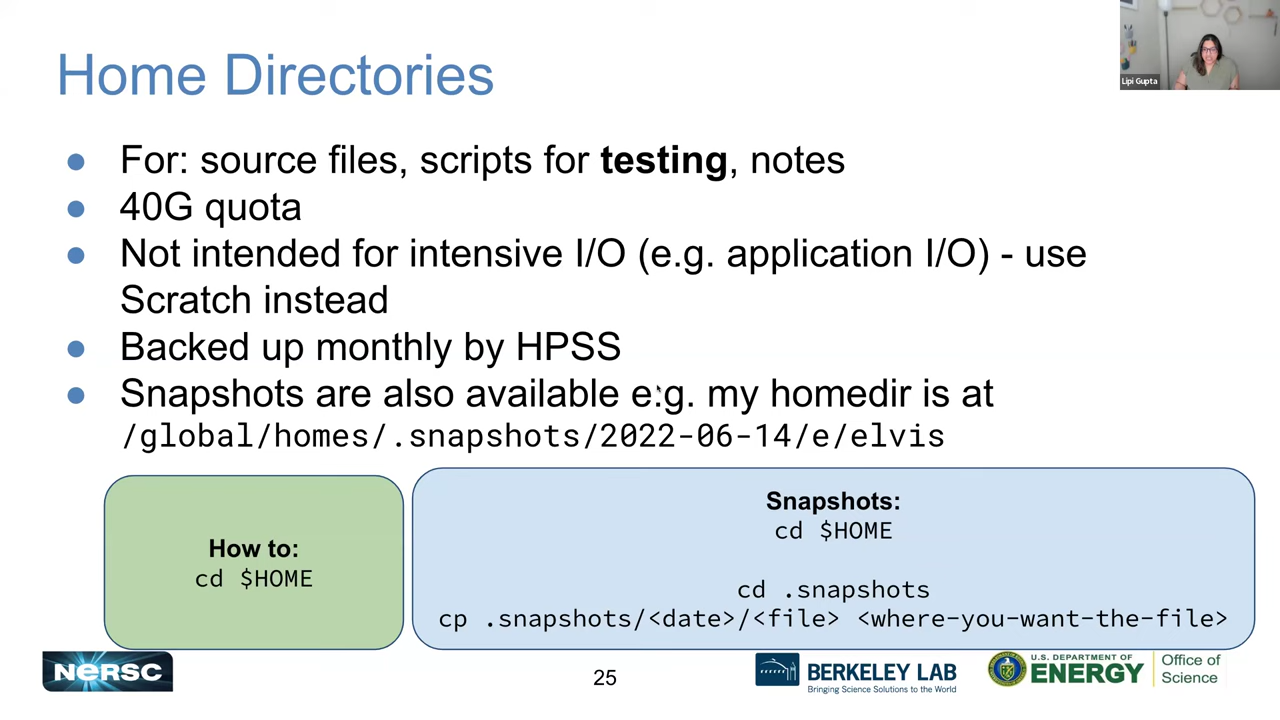 Home Directories
Lipi Gupta
● For: source files, scripts for testing, notes
● 40G quota
● Not intended for intensive I/O (e.g. application I/O) - use
Scratch instead
● Backed up monthly by HPSS
● Snapshots are also available e.g. my homedir is at
/global/homes/.snapshots/2022-06-14/e/elvis
How to:
cd $HOME
Snapshots:
cd $HOME
cd .snapshots
cp .snapshots/<date>/<file> <where-you-want-the-file>
NERSC
25
BERKELEY LAB
Bringing Science Solutions to the World
U.S. DEPARTMENT OF
ENERGY
Office of
Science